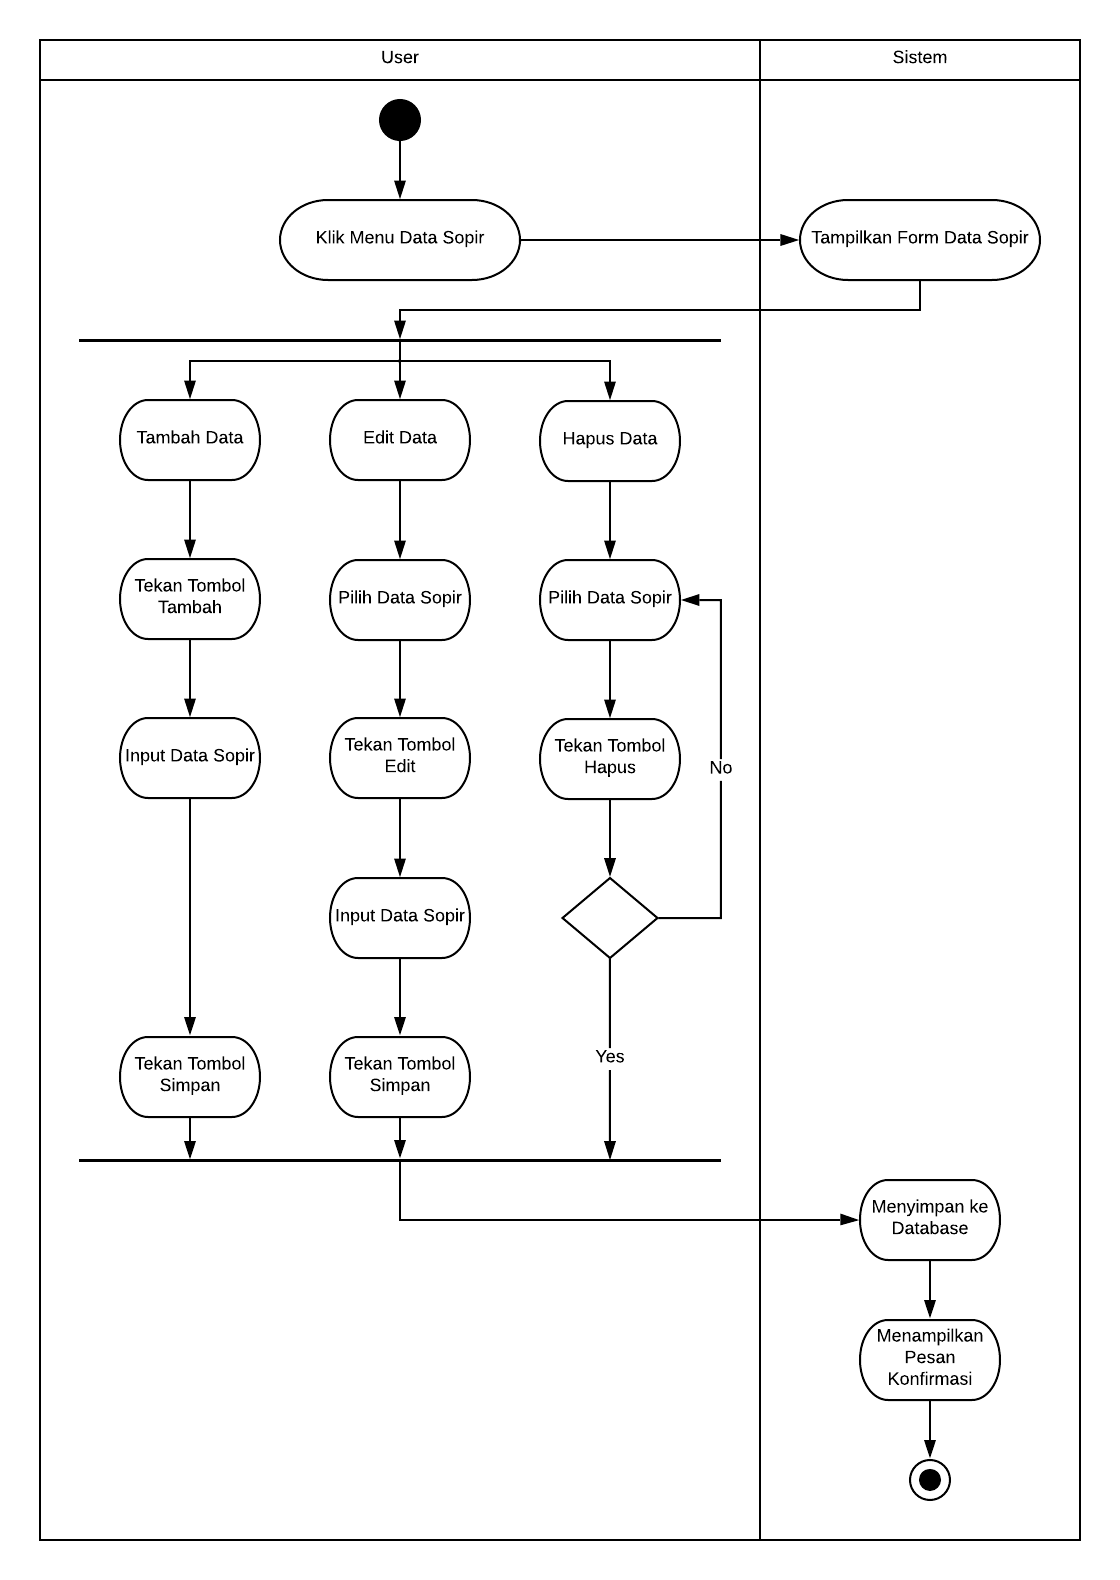 User
Sistem
Klik Menu Data Sopir
Tampilkan Form Data Sopir
Tambah Data
Edit Data
Hapus Data
Tekan Tombol
Tambah
Pilih Data Sopir
Pilih Data Sopir
Input Data Sopir
Tekan Tombol
Edit
Tekan Tombol
Hapus
No
Input Data Sopir
Tekan Tombol
Simpan
Tekan Tombol
Simpan
Yes
Menyimpan ke
Database
Menampilkan
Pesan
Konfirmasi